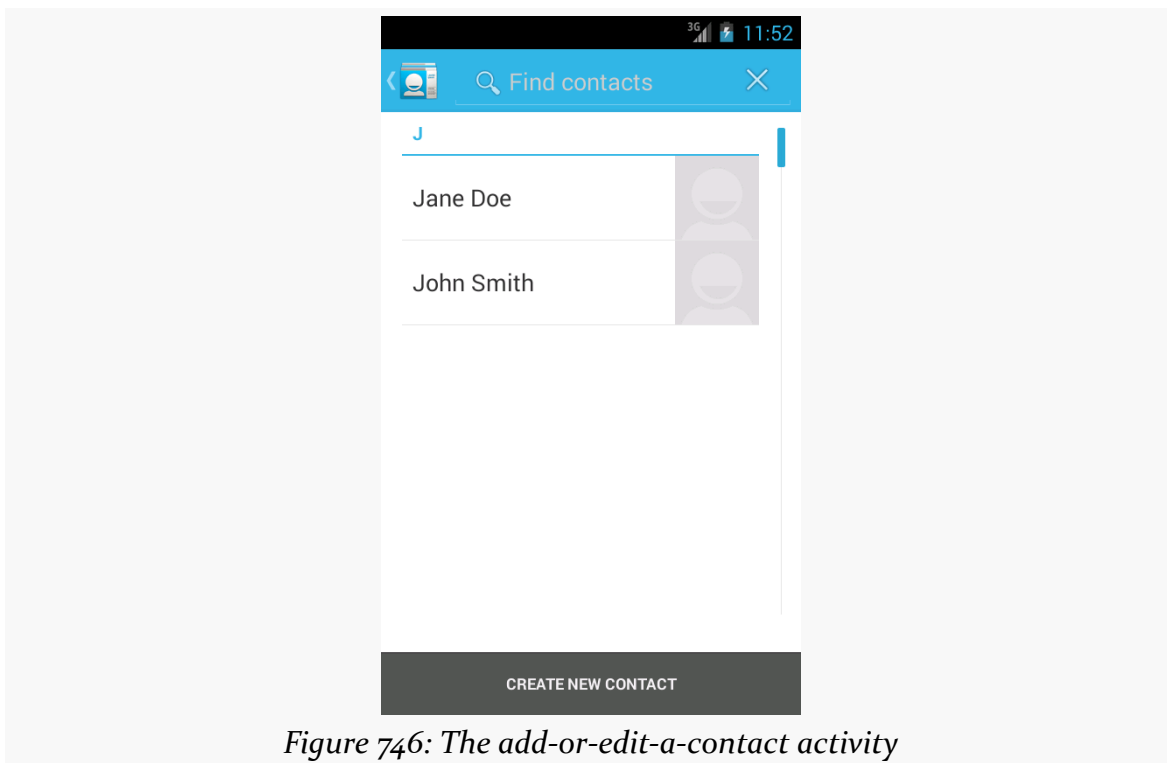 3G 11:52
Find contacts
J
Jane Doe
John Smith
CREATE NEW CONTACT
Figure 746: The add-or-edit-a-contact activity